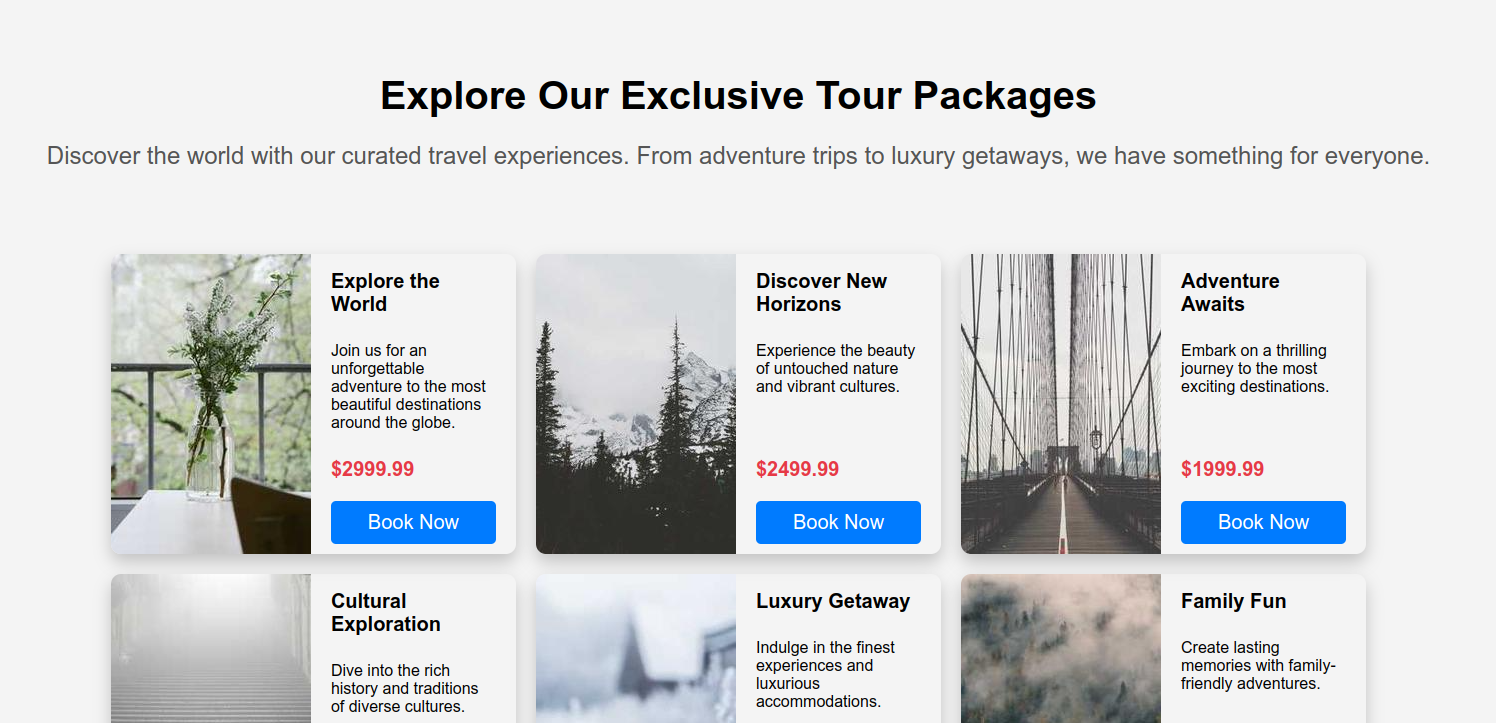 Explore Our Exclusive Tour Packages
Discover the world with our curated travel experiences. From adventure trips to luxury getaways, we have something for everyone.
Explore the
World
Join us for an
unforgettable
adventure to the most
beautiful destinations
around the globe.
$2999.99
Book Now
Discover New
Horizons
Experience the beauty
of untouched nature
and vibrant cultures.
$2499.99
Book Now
Adventure
Awaits
Embark on a thrilling
journey to the most
exciting destinations.
$1999.99
Book Now
Cultural
Exploration
Dive into the rich
history and traditions
of diverse cultures.
Luxury Getaway
Indulge in the finest
experiences and
luxurious
accommodations.
Family Fun
Create lasting
memories with family-
friendly adventures.